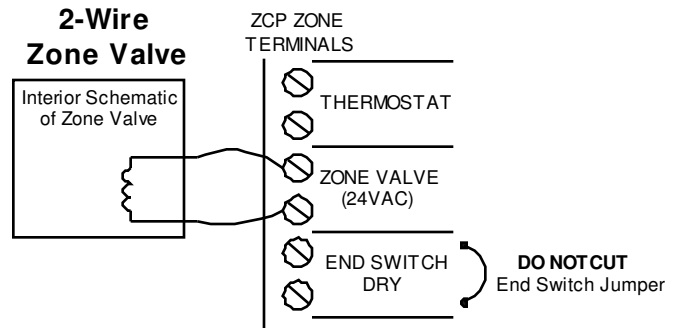 2-Wire
Zone Valve
Interior Schematic
of Zone Valve
ZCP ZONE
TERMINALS
THERMOSTAT
ZONE VALVE
(24VAC)
END SWITCH
DRY
DO NOT CUT
End Switch Jumper